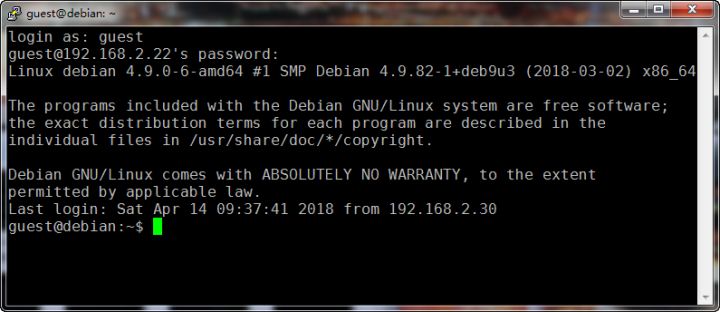 guest@debian: ~
login as: guest
guest@192.168.2.22's password:
Linux debian 4.9.0-6-amd64 #1 SMP Debian 4.9.82-1+deb9u3 (2018-03-02) x86_64

The programs included with the Debian GNU/Linux system are free software;
the exact distribution terms for each program are described in the
individual files in /usr/share/doc/*/copyright.

Debian GNU/Linux comes with ABSOLUTELY NO WARRANTY, to the extent
permitted by applicable law.
Last login: Sat Apr 14 09:37:41 2018 from 192.168.2.30
guest@debian:~$